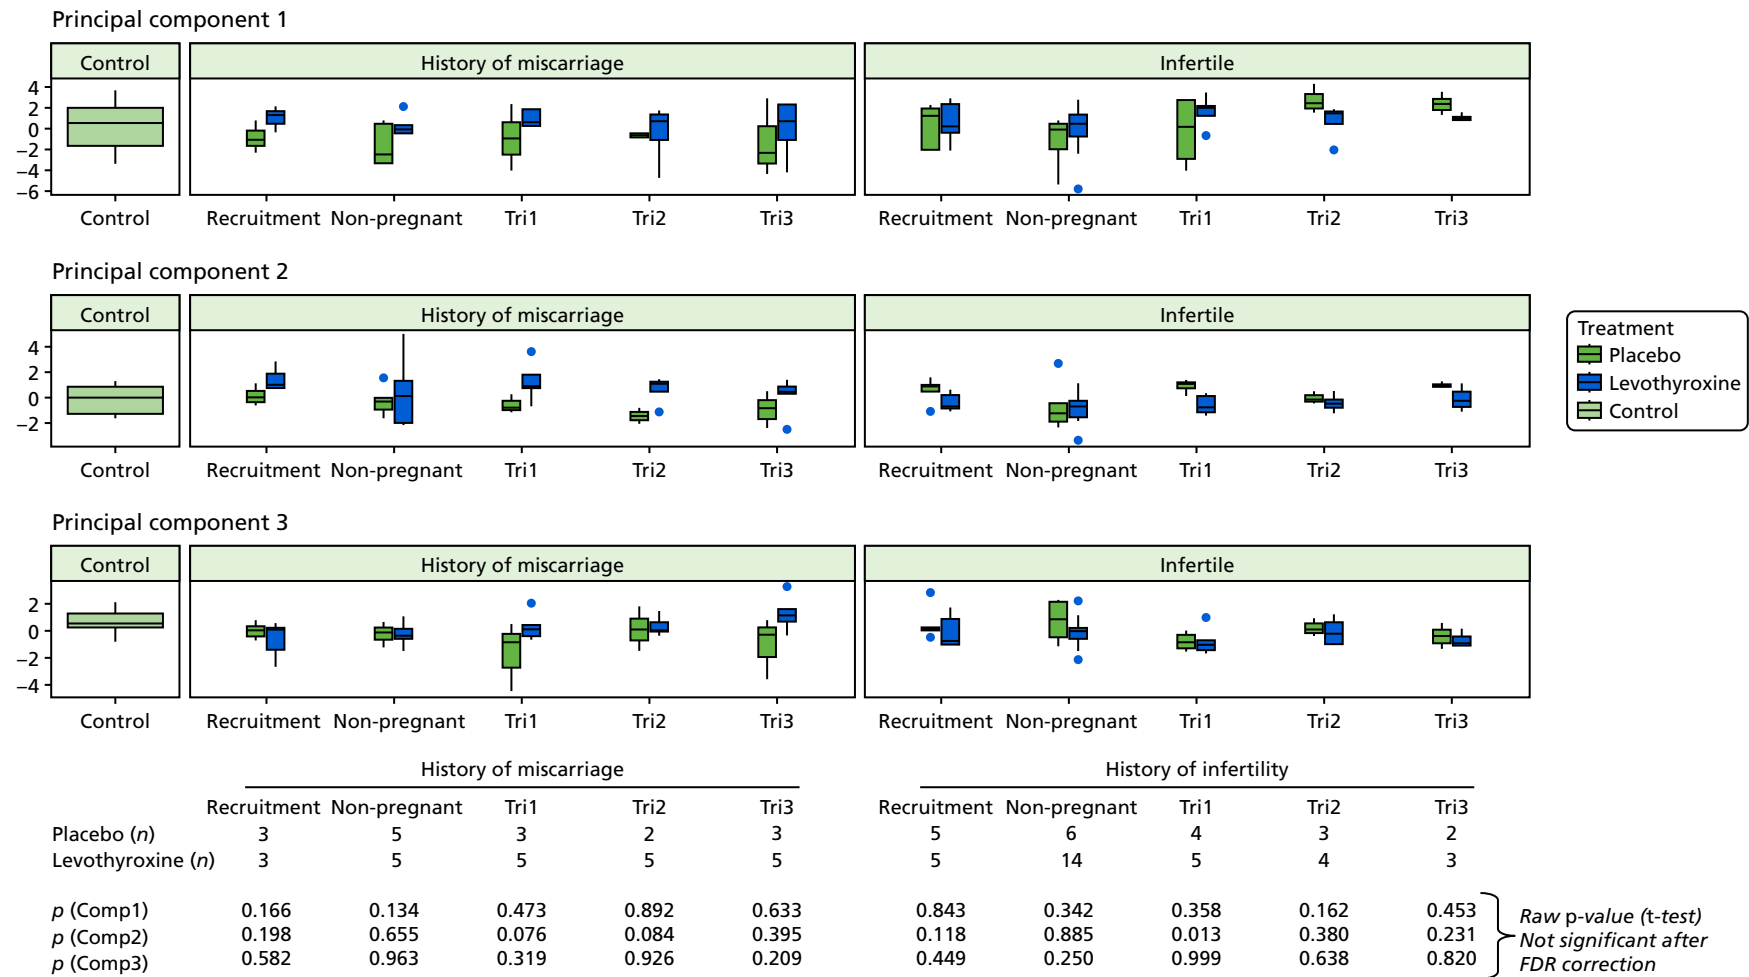 Principal component 1
Control History of miscarriage Infertile
4
2
0
−2
−4
−6
Control Recruitment Non-pregnant Tri1 Tri2 Tri3 Recruitment Non-pregnant Tri1 Tri2 Tri3
Principal component 2
Control History of miscarriage Infertile
4
2
0
−2
Control Recruitment Non-pregnant Tri1 Tri2 Tri3 Recruitment Non-pregnant Tri1 Tri2 Tri3
Treatment
Placebo
Levothyroxine
Control
Principal component 3
Control History of miscarriage Infertile
2
0
−2
−4
Control Recruitment Non-pregnant Tri1 Tri2 Tri3 Recruitment Non-pregnant Tri1 Tri2 Tri3
History of miscarriage History of infertility
Recruitment Non-pregnant Tri1 Tri2 Tri3 Recruitment Non-pregnant Tri1 Tri2 Tri3
Placebo (n) 3 5 3 2 3 5 6 4 3 2
Levothyroxine (n) 3 5 5 5 5 5 14 5 4 3
p (Comp1) 0.166 0.134 0.473 0.892 0.633 0.843 0.342 0.358 0.162 0.453
p (Comp2) 0.198 0.655 0.076 0.084 0.395 0.118 0.885 0.013 0.380 0.231
p (Comp3) 0.582 0.963 0.319 0.926 0.209 0.449 0.250 0.999 0.638 0.820
Raw p-value (t-test)
Not significant after
FDR correction